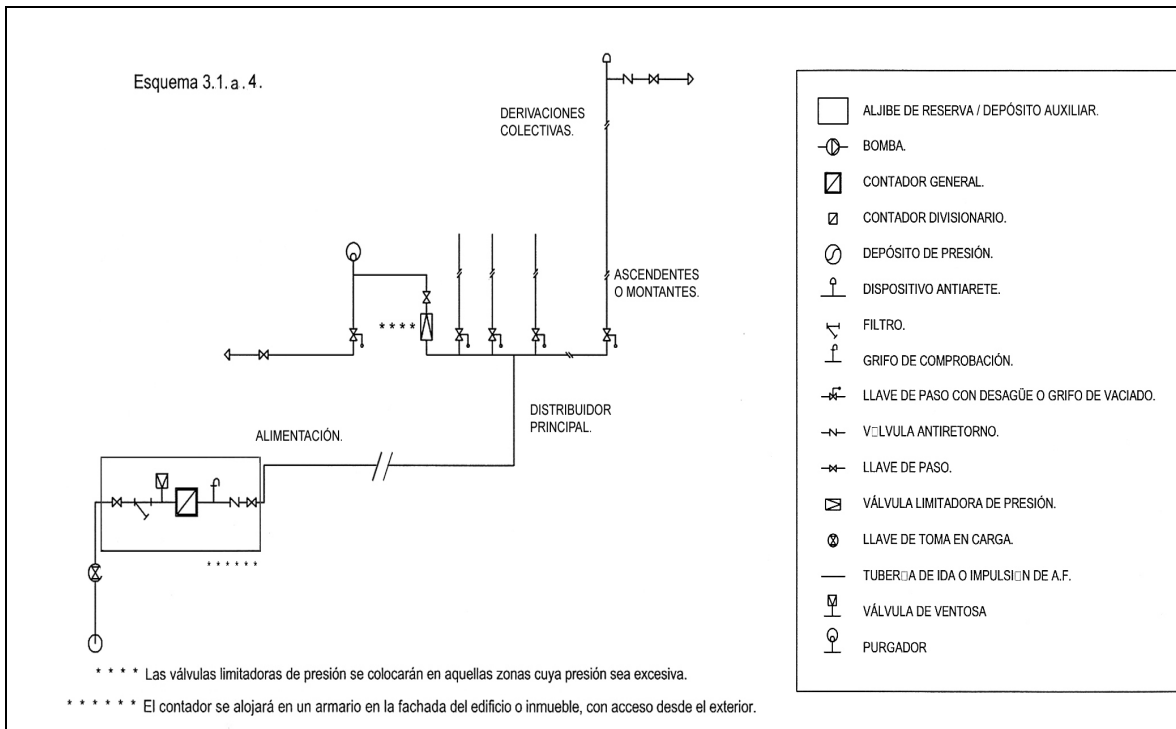 Esquema 3.1.a.4.
DERIVACIONES
COLECTIVAS.
ASCENDENTES
O MONTANTES.
* * * *
DISTRIBUIDOR
PRINCIPAL.
ALIMENTACIÓN.
* * * * * *
* * * * Las válvulas limitadoras de presión se colocarán en aquellas zonas cuya presión sea excesiva.
* * * * * * El contador se alojará en un armario en la fachada del edificio o inmueble, con acceso desde el exterior.
ALJIBE DE RESERVA / DEPÓSITO AUXILIAR.
BOMBA.
CONTADOR GENERAL.
CONTADOR DIVISIONARIO.
DEPÓSITO DE PRESIÓN.
DISPOSITIVO ANTIARETE.
FILTRO.
GRIFO DE COMPROBACIÓN.
LLAVE DE PASO CON DESAGÜE O GRIFO DE VACIADO.
V□LVULA ANTIRETORNO.
LLAVE DE PASO.
VÁLVULA LIMITADORA DE PRESIÓN.
LLAVE DE TOMA EN CARGA.
TUBER□A DE IDA O IMPULSI□N DE A.F.
VÁLVULA DE VENTOSA
PURGADOR